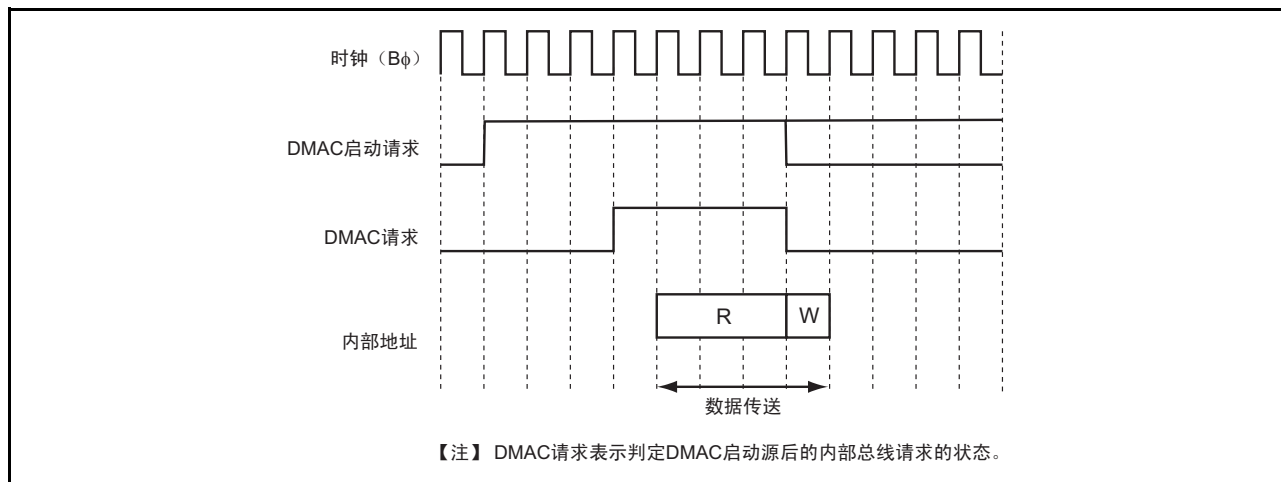 时钟（Bϕ）
DMAC启动请求
DMAC请求
内部地址
R
W
数据传送
【注】 DMAC请求表示判定DMAC启动源后的内部总线请求的状态。